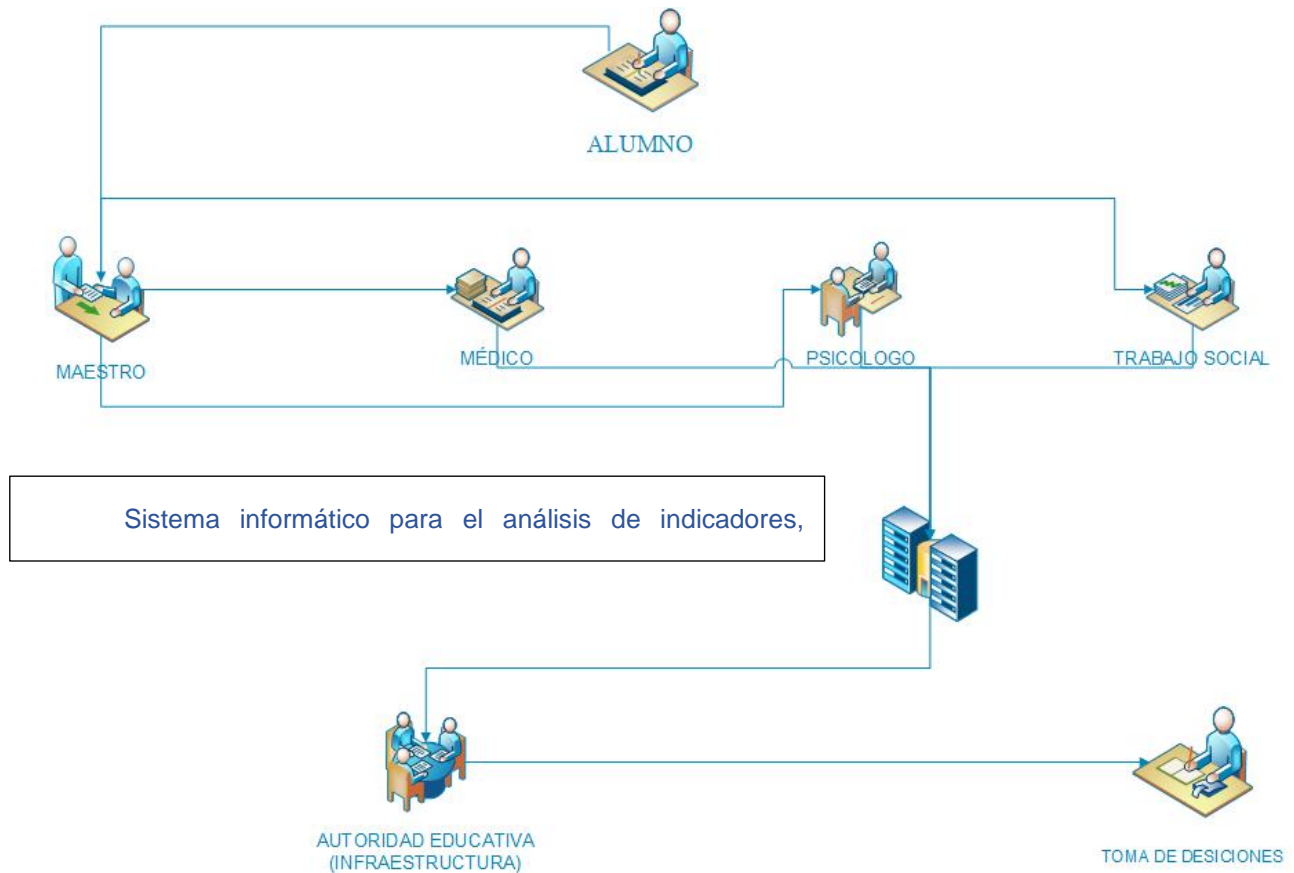 ALUMNO
MAESTRO
MÉDICO
PSICOLOGO
TRABAJO SOCIAL
Sistema informático para el análisis de indicadores,
AUTORIDAD EDUCATIVA
(INFRAESTRUCTURA)
TOMA DE DESICIONES